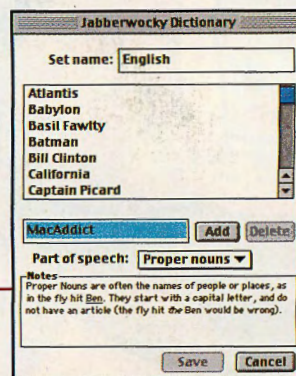 Jabberwocky Dictionary
Set name: English
Atlantis
Babylon
Basil Fawlty
Batman
Bill Clinton
California
Captain Picard
MacAddict Add Delete
Part of speech: Proper nouns
Notes
Proper Nouns are often the names of people or places, as
in the fly hit Ben. They start with a capital letter, and do
not have an article (the fly hit the Ben would be wrong).
Save Cancel